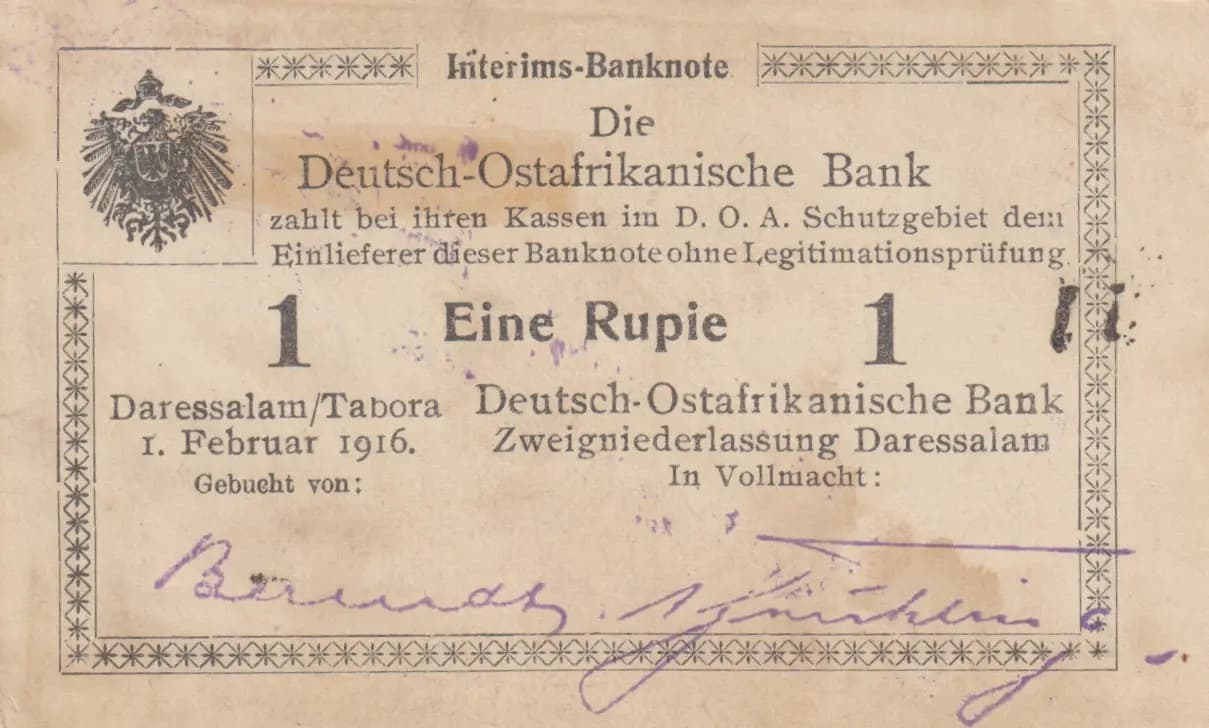 Interims-Banknote
Die
Deutsch-Ostafrikanische Bank
zahlt bei ihren Kassen im D. O. A. Schutzgebiet dem
Einlieferer dieser Banknote ohne Legitimationsprüfung
1 Eine Rupie 1
Daressalam/Tabora
1. Februar 1916.
Gebucht von:
Deutsch-Ostafrikanische Bank
Zweigniederlassung Daressalam
In Vollmacht:
Berendt